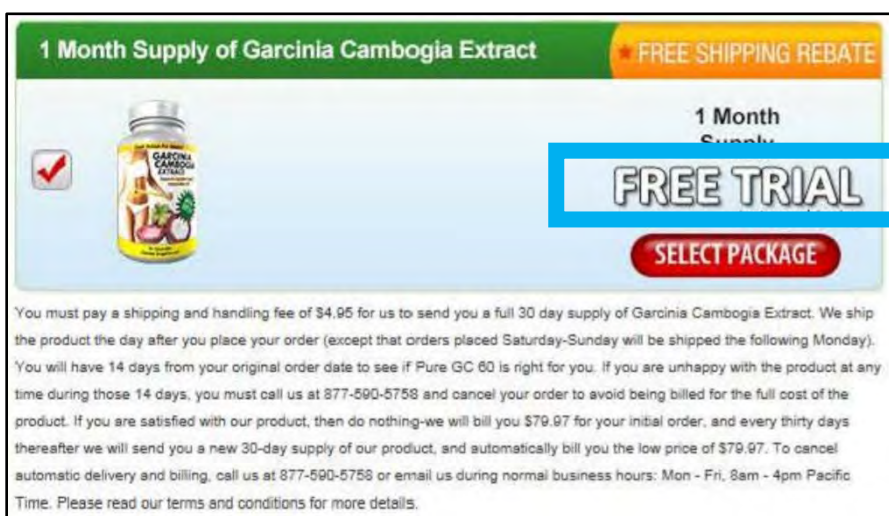 1 Month Supply of Garcinia Cambogia Extract
FREE SHIPPING REBATE
1 Month
Supply
FREE TRIAL
GARCINIA
CAMBOGIA
EXTRACT
SELECT PACKAGE
You must pay a shipping and handling fee of $4.95 for us to send you a full 30 day supply of Garcinia Cambogia Extract. We ship
the product the day after you place your order (except that orders placed Saturday-Sunday will be shipped the following Monday).
You will have 14 days from your original order date to see if Pure GC 60 is right for you. If you are unhappy with the product at any
time during those 14 days, you must call us at 877-590-5758 and cancel your order to avoid being billed for the full cost of the
product. If you are satisfied with our product, then do nothing-we will bill you $79.97 for your initial order, and every thirty days
thereafter we will send you a new 30-day supply of our product, and automatically bill you the low price of $79.97. To cancel
automatic delivery and billing, call us at 877-590-5758 or email us during normal business hours: Mon - Fri, 8am - 4pm Pacific
Time. Please read our terms and conditions for more details.